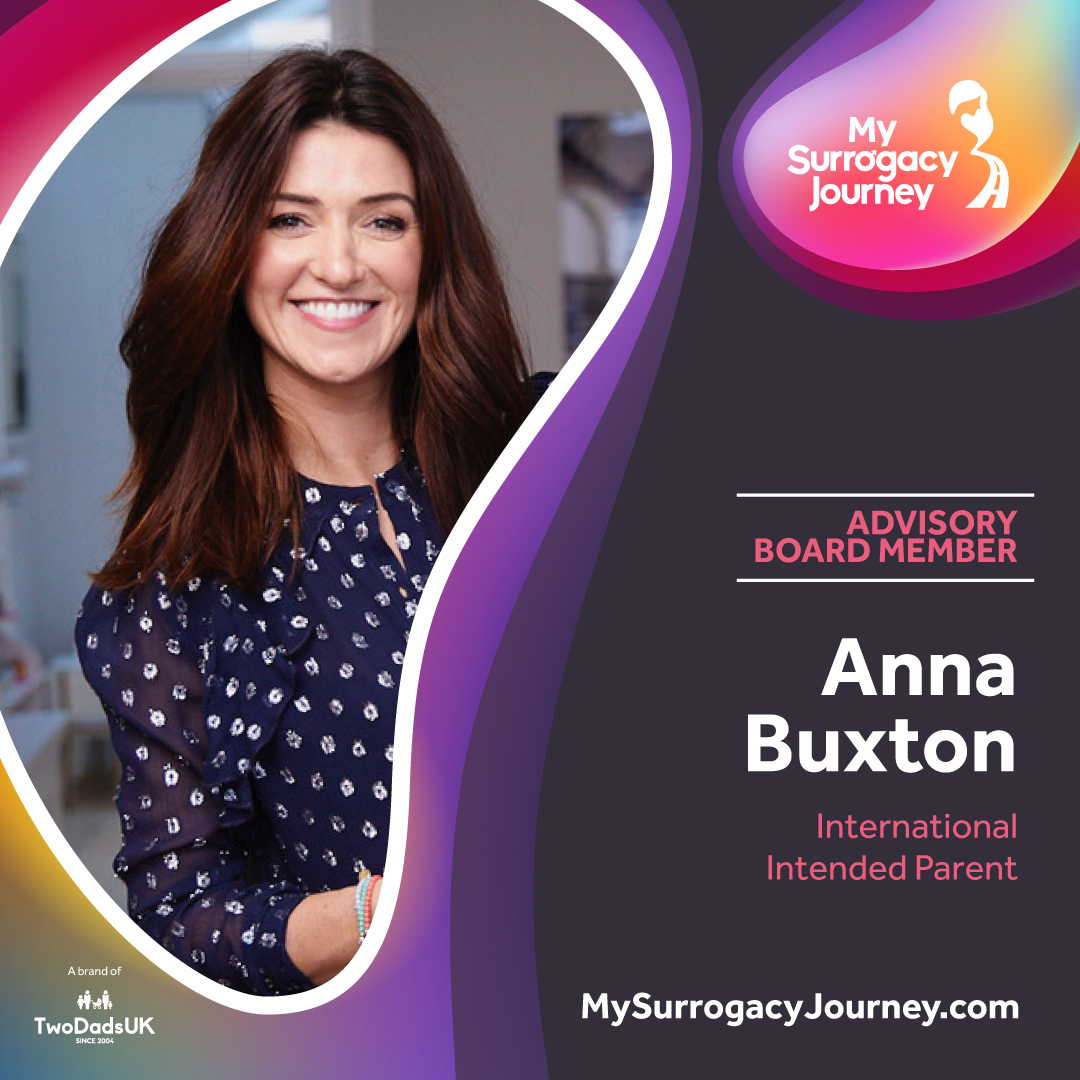 My
Surrogacy
Journey
ADVISORY
BOARD MEMBER
Anna
Buxton
International
Intended Parent
A brand of
TwoDadsUK
SINCE 2004
MySurrogacyJourney.com